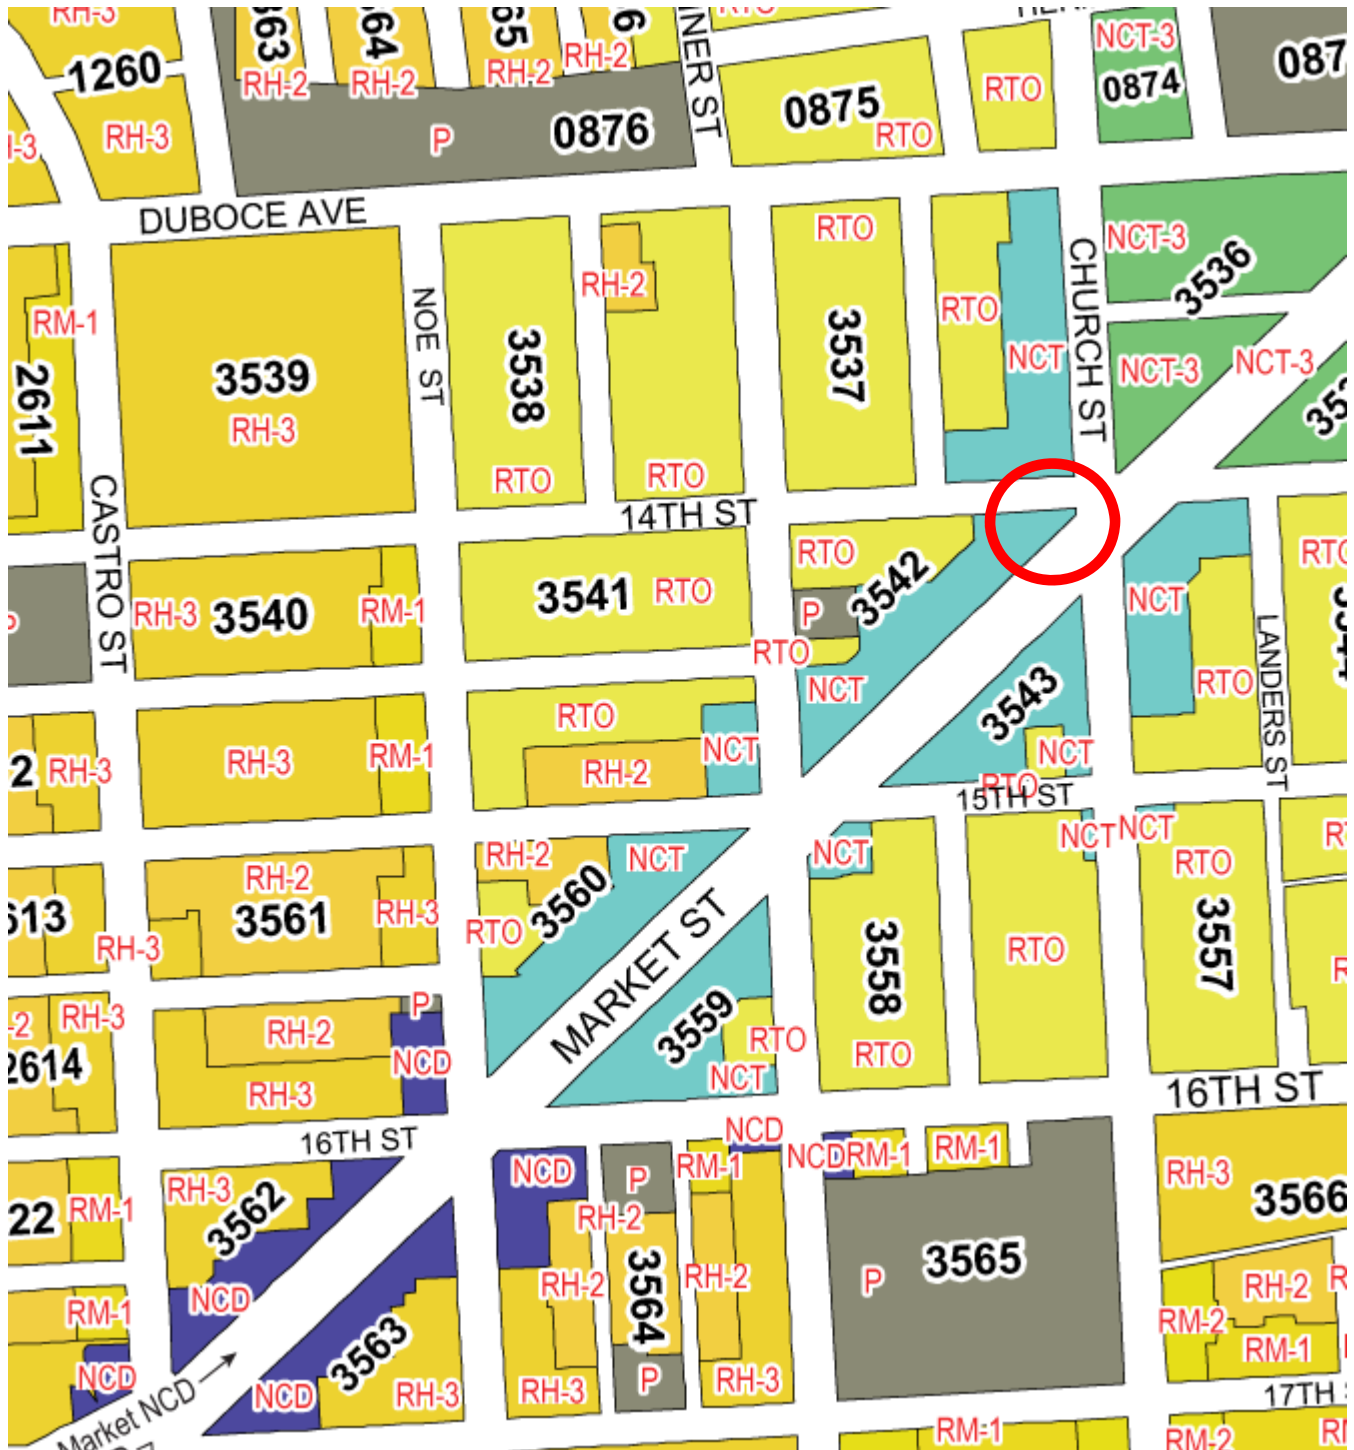 RH-3
1260
RH-3
563
RH-2
564
RH-2
565
RH-2
RH-2
RTO
NCT-3
0874
RTO
0875
RTO
P
0876
DUBOCE AVE
RM-1
2611
3539
RH-3
NOE ST
3538
RTO
RH-2
RTO
RTO
3537
RTO
NCT
CHURCH ST
NCT-3
3536
NCT-3
NCT-3
CASTRO ST
14TH ST
RH-3
3540
RM-1
3541
RTO
RTO
P
3542
RTO
NCT
3543
NCT
RTO
15TH ST
NCT
RTO
LANDERS ST
RH-3
RH-3
RM-1
RTO
RH-2
NCT
RH-2
3561
RH-3
RH-3
RH-2
NCT
3560
RTO
MARKET ST
NCT
3558
RTO
RTO
NCT
NCT
RTO
3557
RH-3
2614
RH-2
RH-3
P
NCD
3559
RTO
NCT
16TH ST
16TH ST
RM-1
RH-3
3562
NCD
NCD
P
RH-2
RM-1
NCD
NCD
RM-1
RM-1
RH-3
3566
RM-1
NCD
NCD
3563
RH-3
RH-2
RH-3
3564
P
RH-2
RH-3
P
3565
RM-2
RH-2
RM-1
Market NCD
17TH
RM-1
RM-2